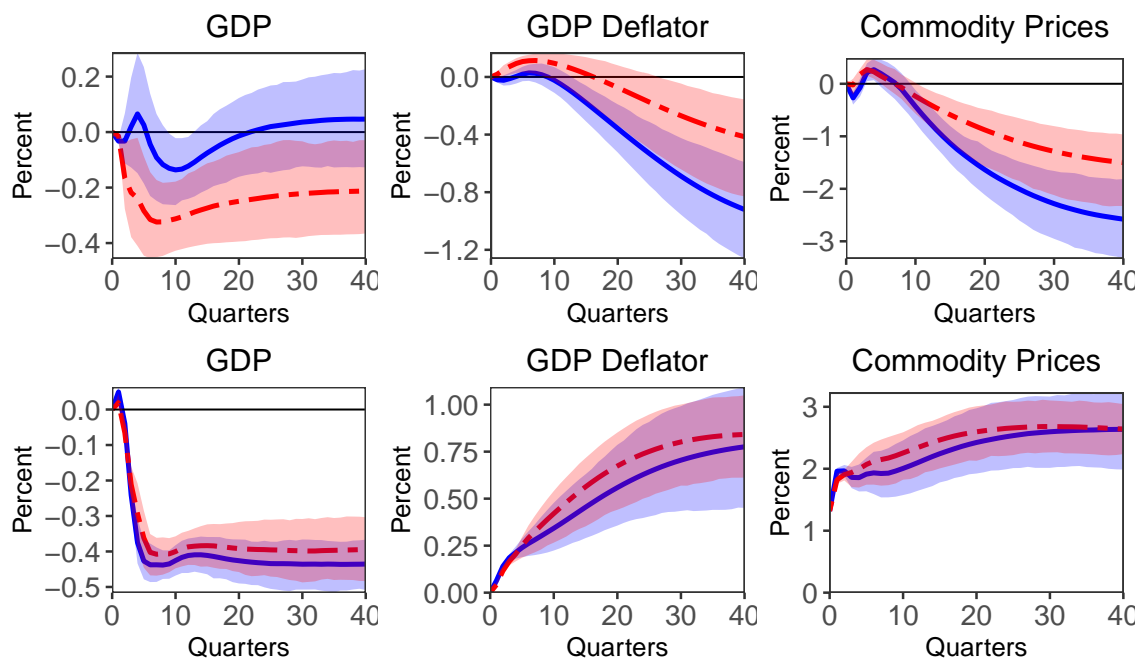 GDP
GDP Deflator
Commodity Prices
Percent
0.2
0.0
−0.2
−0.4
0 10 20 30 40
Quarters
Percent
0.0
−0.4
−0.8
−1.2
0 10 20 30 40
Quarters
Percent
0
−1
−2
−3
0 10 20 30 40
Quarters
GDP
GDP Deflator
Commodity Prices
Percent
0.0
−0.1
−0.2
−0.3
−0.4
−0.5
0 10 20 30 40
Quarters
Percent
1.00
0.75
0.50
0.25
0.00
0 10 20 30 40
Quarters
Percent
3
2
1
0
0 10 20 30 40
Quarters